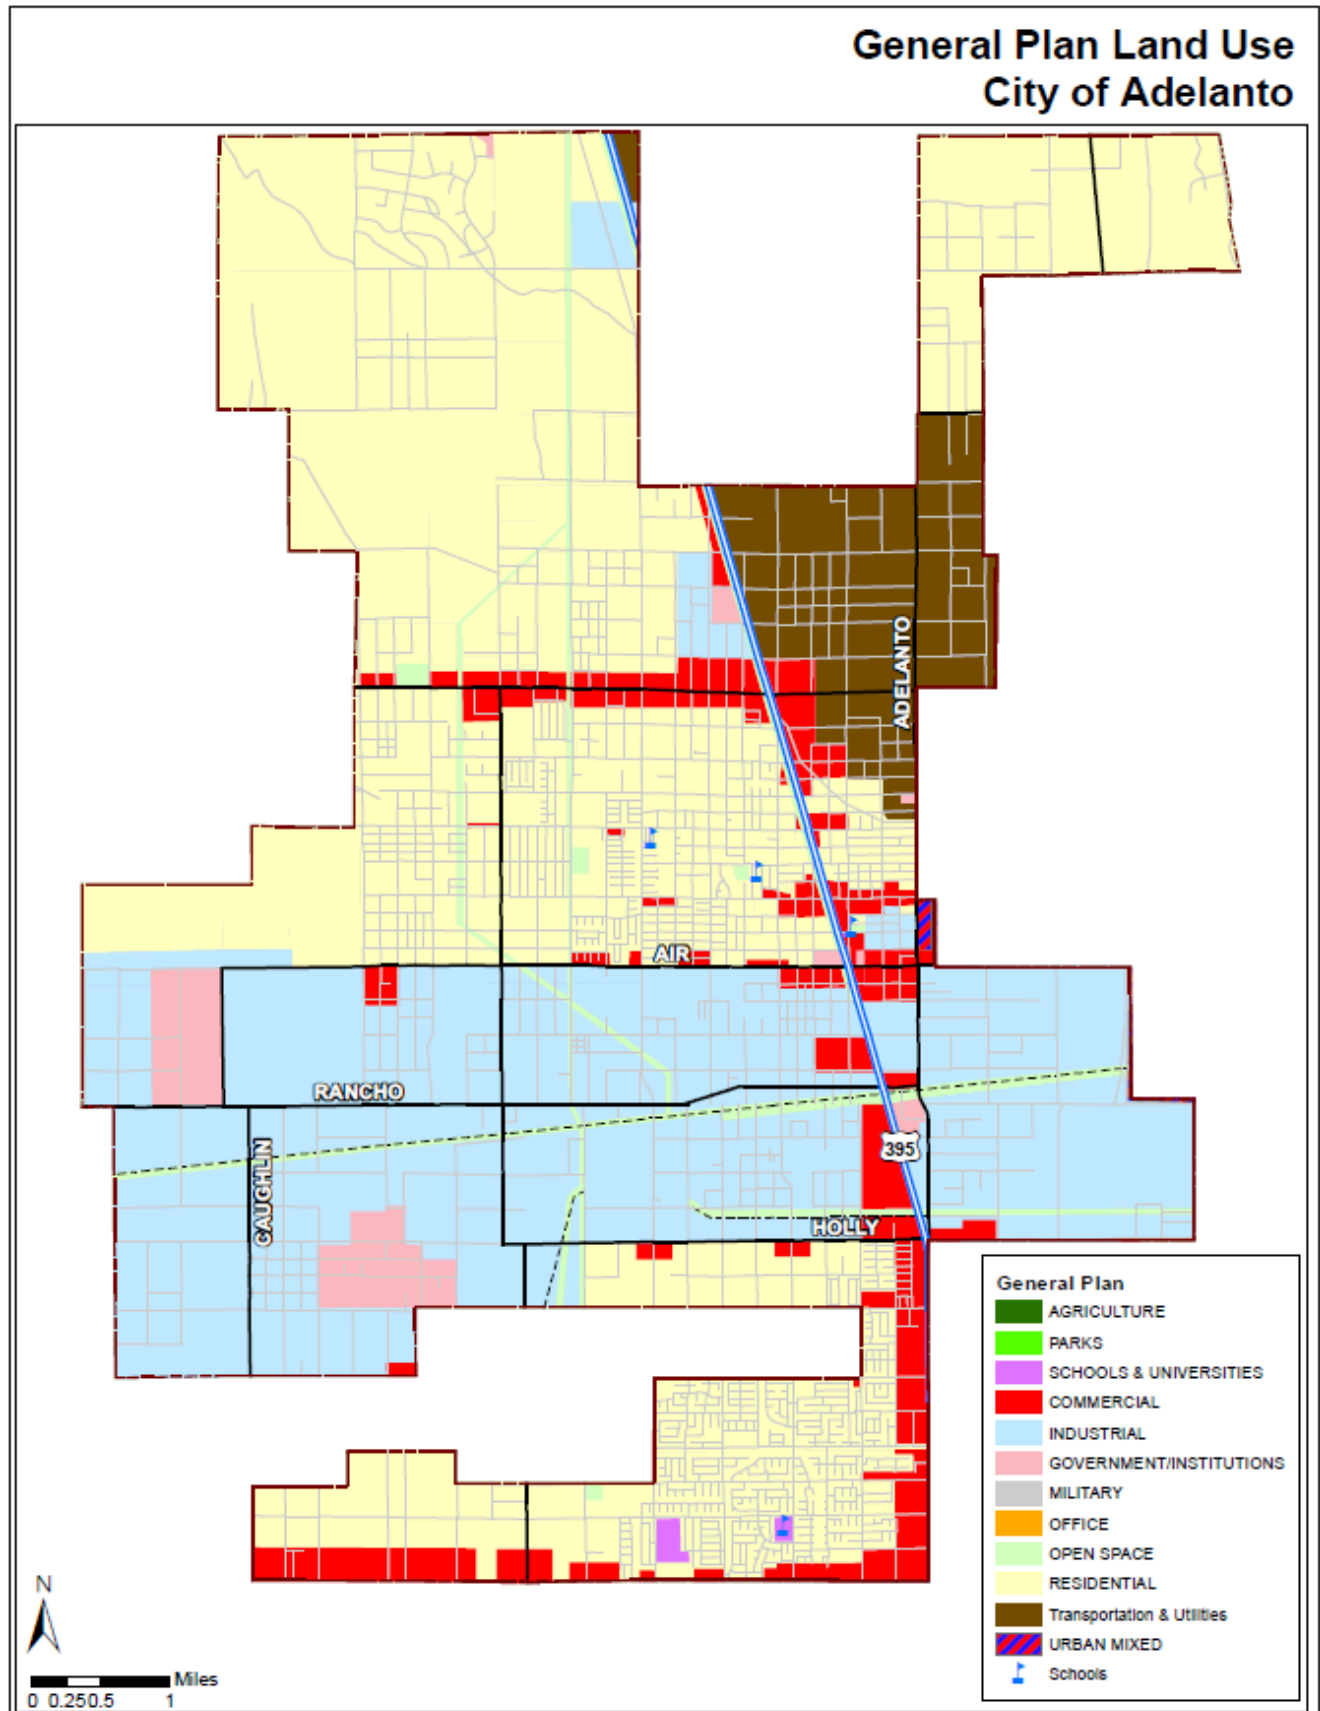 General Plan Land Use
City of Adelanto
ADELANTO
AIR
RANCHO
CAUGHLIN
395
HOLLY
General Plan
AGRICULTURE
PARKS
SCHOOLS & UNIVERSITIES
COMMERCIAL
INDUSTRIAL
GOVERNMENT/INSTITUTIONS
MILITARY
OFFICE
OPEN SPACE
RESIDENTIAL
Transportation & Utilities
URBAN MIXED
Schools
N
Miles
0 0.25 0.5 1